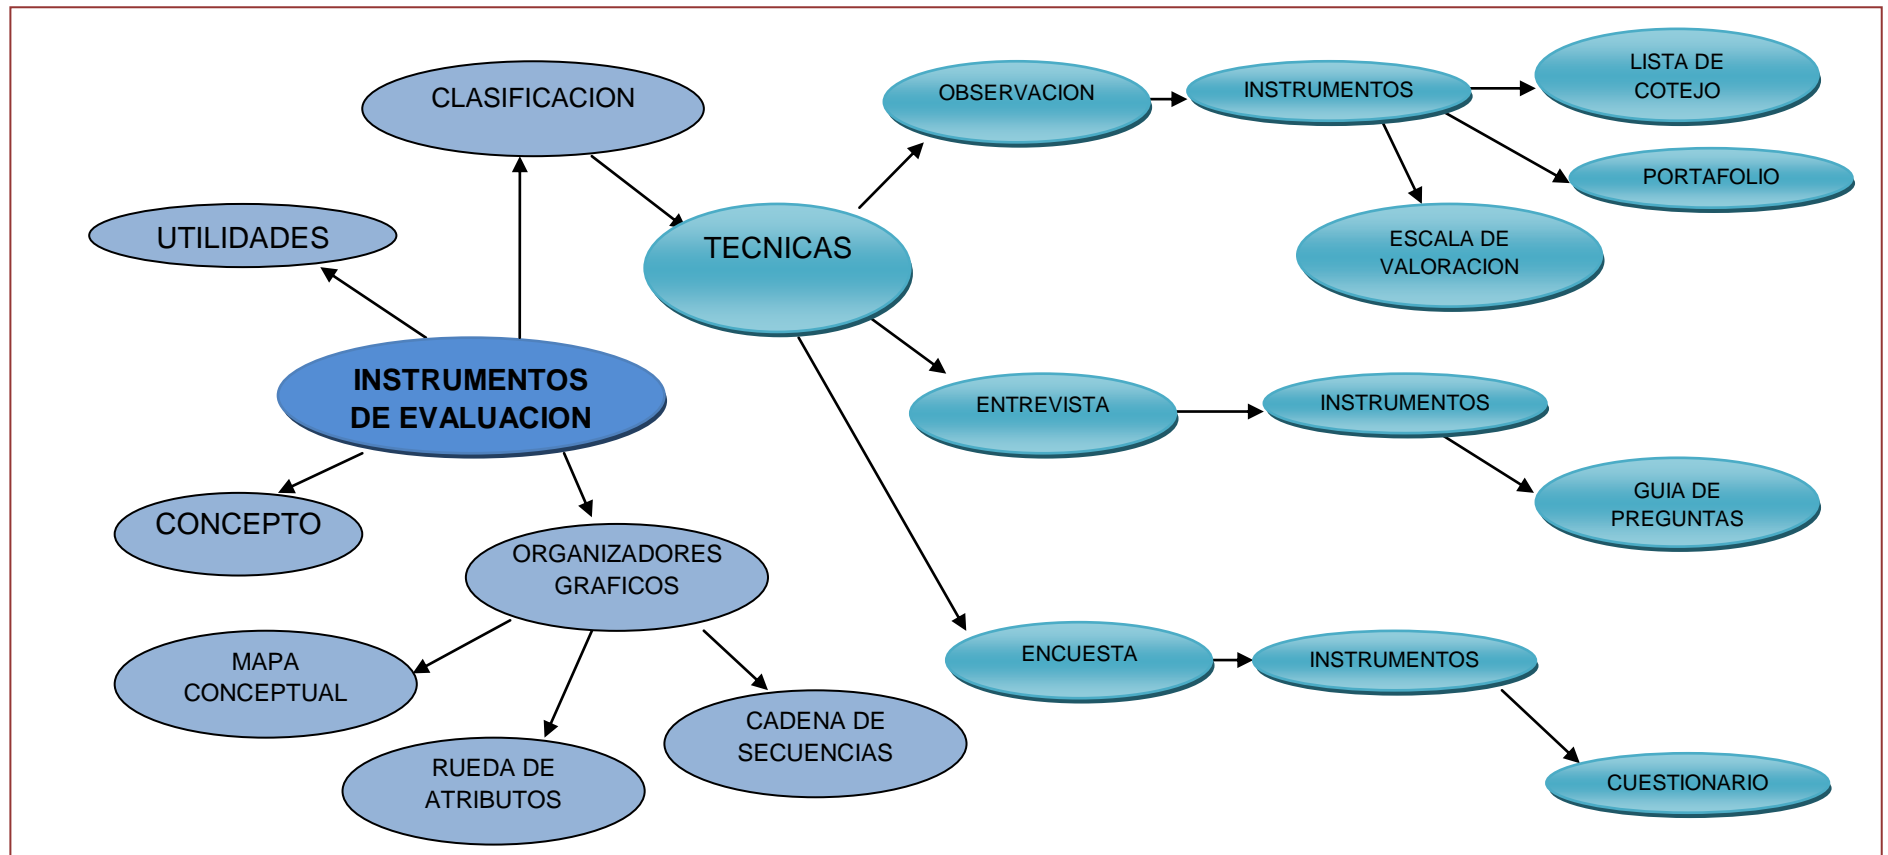 CLASIFICACION
OBSERVACION
INSTRUMENTOS
LISTA DE
COTEJO
PORTAFOLIO
ESCALA DE
VALORACION
UTILIDADES
TECNICAS
INSTRUMENTOS
DE EVALUACION
ENTREVISTA
INSTRUMENTOS
GUIA DE
PREGUNTAS
CONCEPTO
ORGANIZADORES
GRAFICOS
MAPA
CONCEPTUAL
RUEDA DE
ATRIBUTOS
CADENA DE
SECUENCIAS
ENCUESTA
INSTRUMENTOS
CUESTIONARIO